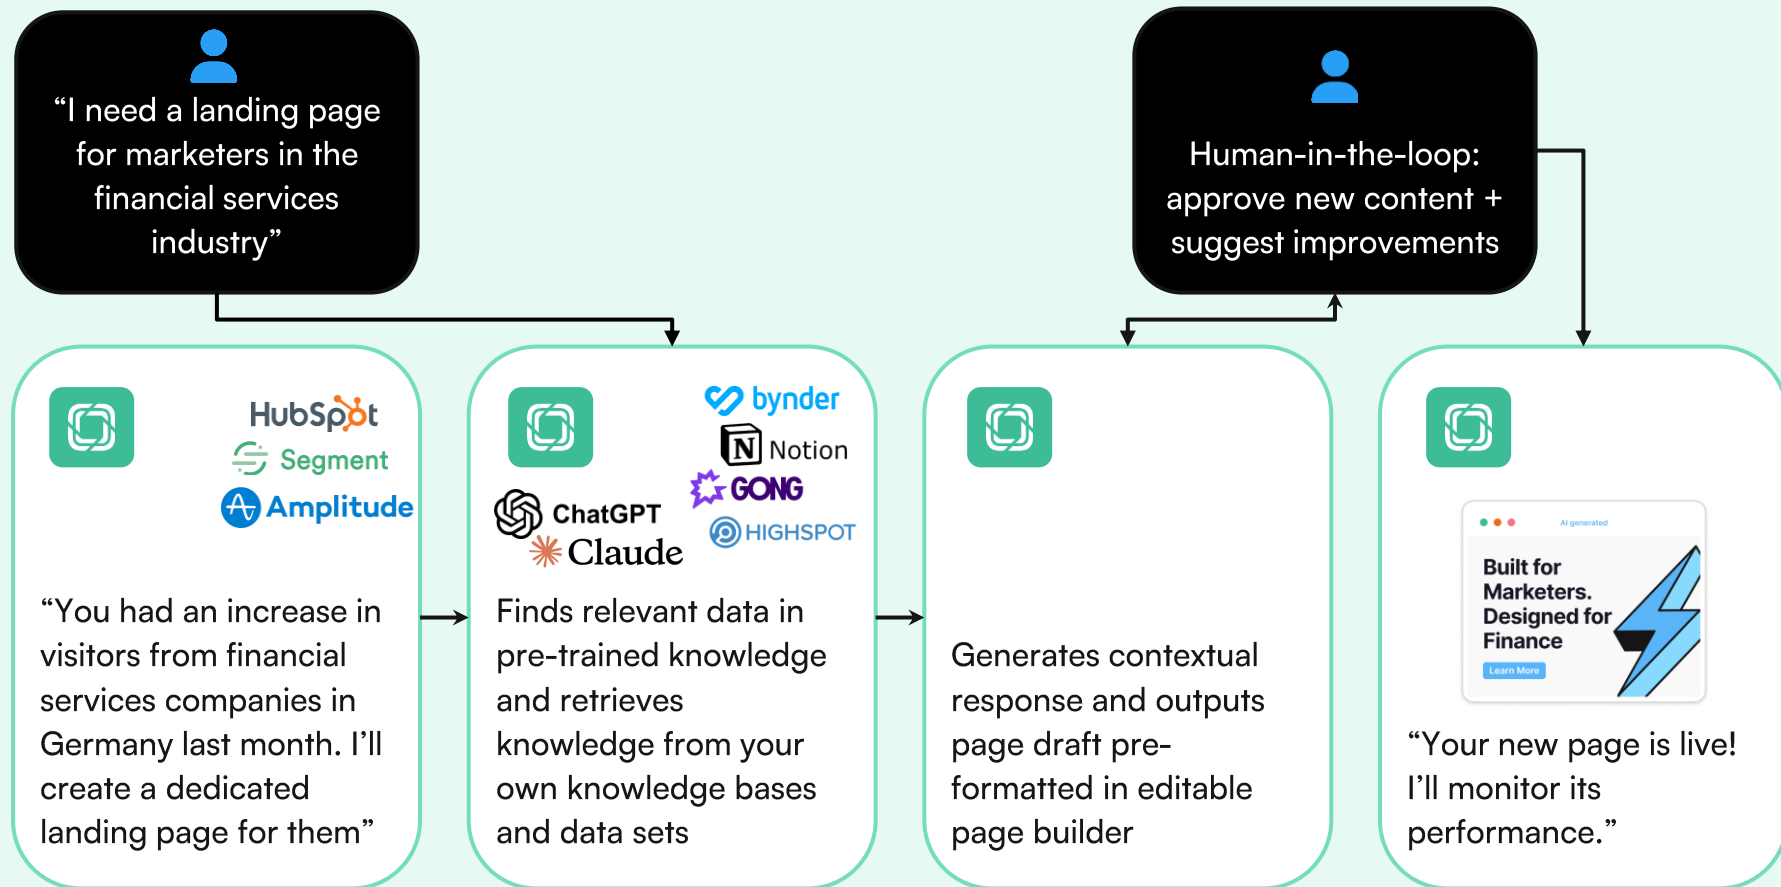 “I need a landing page
for marketers in the
financial services
industry”
Human-in-the-loop:
approve new content +
suggest improvements
HubSpot
Segment
Amplitude
“You had an increase in
visitors from financial
services companies in
Germany last month. I’ll
create a dedicated
landing page for them”
bynder
Notion
GONG
HIGHSPOT
ChatGPT
Claude
Finds relevant data in
pre-trained knowledge
and retrieves
knowledge from your
own knowledge bases
and data sets
Generates contextual
response and outputs
page draft pre-
formatted in editable
page builder
AI generated
Built for
Marketers.
Designed for
Finance
Learn More
“Your new page is live!
I’ll monitor its
performance.”